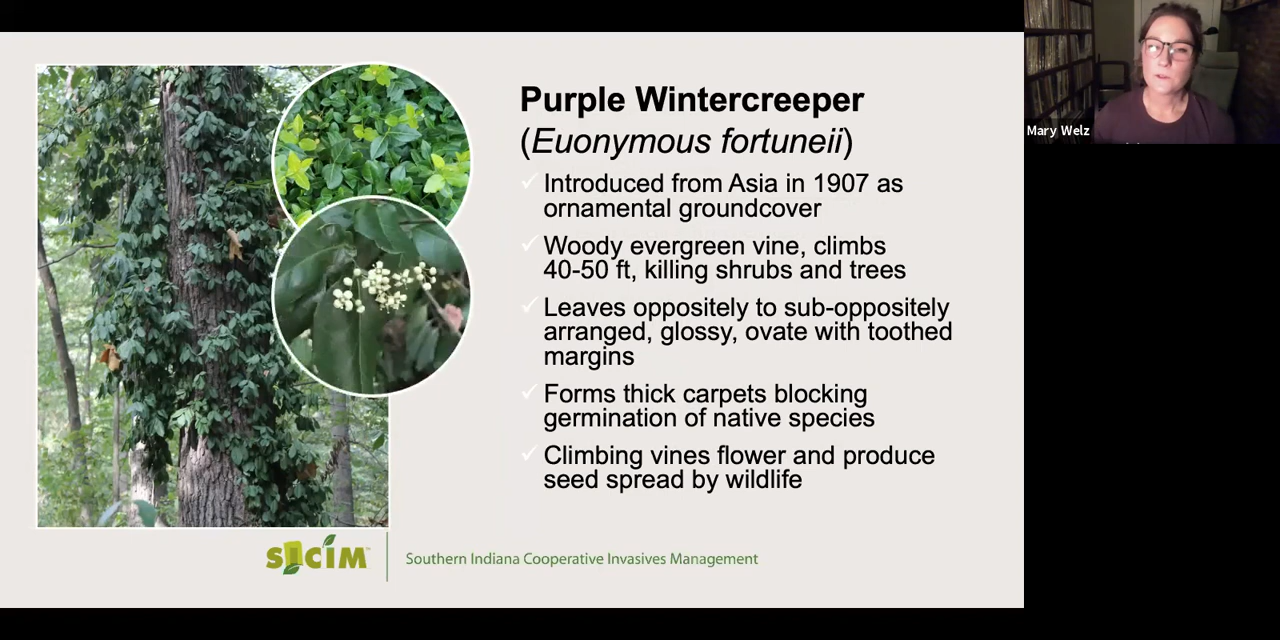 Purple Wintercreeper
(Euonymous fortuneii)
Introduced from Asia in 1907 as
ornamental groundcover
Woody evergreen vine, climbs
40-50 ft, killing shrubs and trees
Leaves oppositely to sub-oppositely
arranged, glossy, ovate with toothed
margins
Forms thick carpets blocking
germination of native species
Climbing vines flower and produce
seed spread by wildlife
SICIM™
Southern Indiana Cooperative Invasives Management
Mary Welz